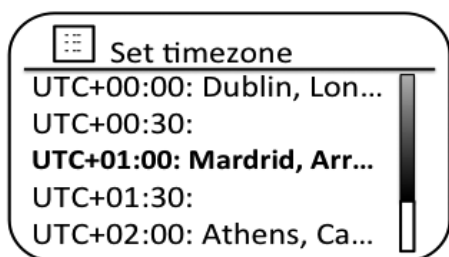 Set timezone
UTC+00:00: Dublin, Lon...
UTC+00:30:
UTC+01:00: Mardrid, Arr...
UTC+01:30:
UTC+02:00: Athens, Ca...